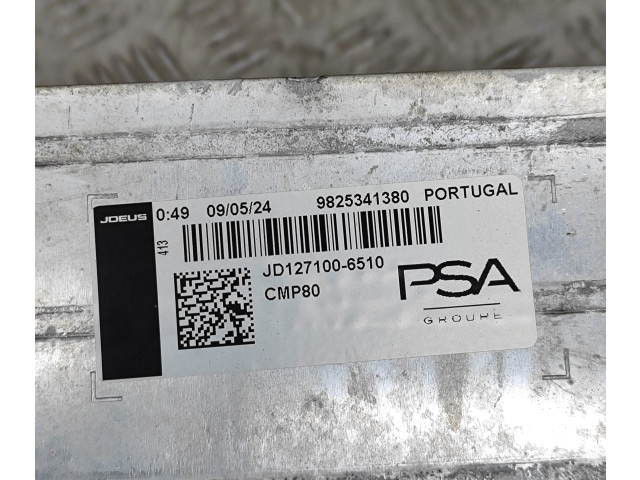 JDEUS
0:49 09/05/24 9825341380 PORTUGAL
413
JD127100-6510
CMP80
PSA
GROUPE